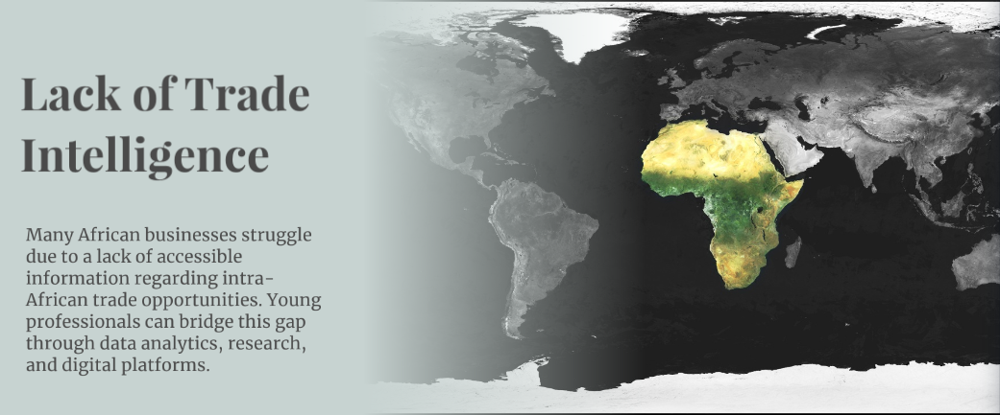 Lack of Trade
Intelligence
Many African businesses struggle
due to a lack of accessible
information regarding intra-
African trade opportunities. Young
professionals can bridge this gap
through data analytics, research,
and digital platforms.